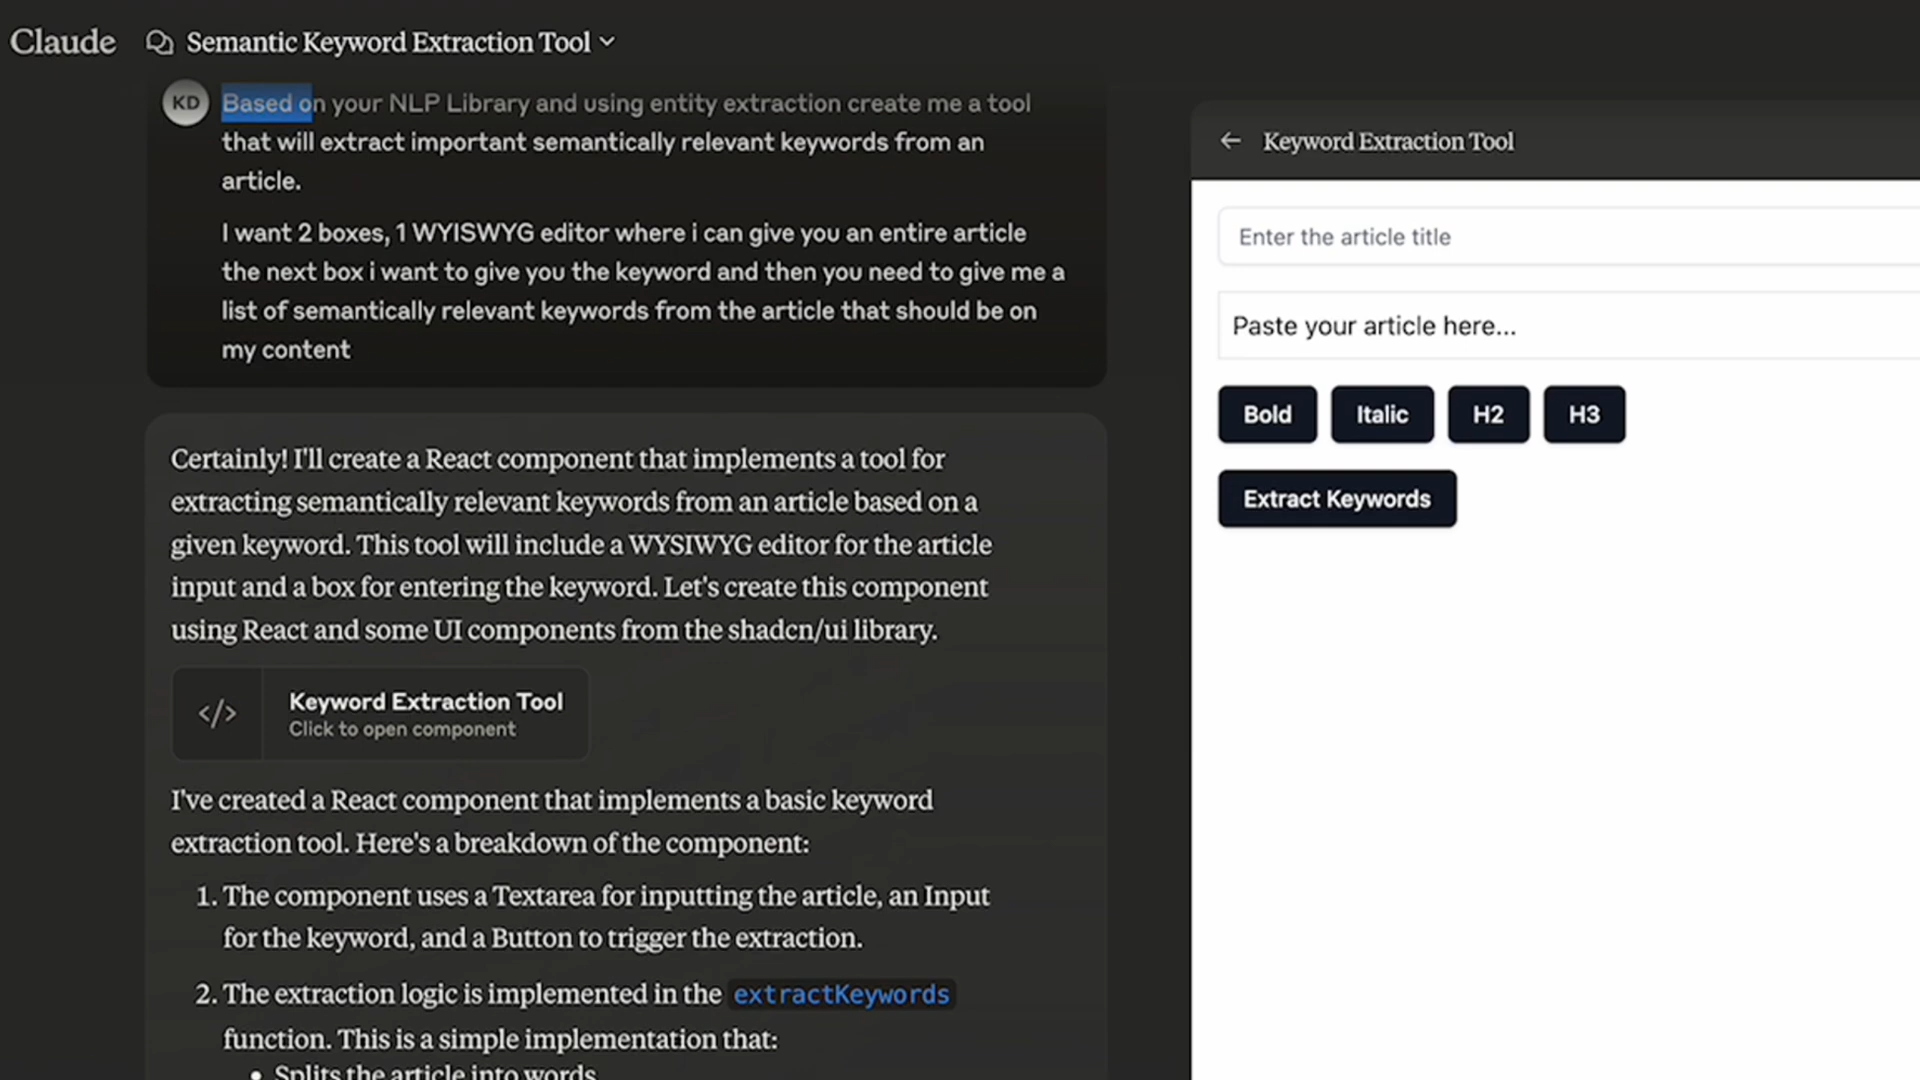 Claude
Semantic Keyword Extraction Tool
KD
Based on your NLP Library and using entity extraction create me a tool
that will extract important semantically relevant keywords from an
article.
I want 2 boxes, 1 WYISWYG editor where i can give you an entire article
the next box i want to give you the keyword and then you need to give me a
list of semantically relevant keywords from the article that should be on
my content
Certainly! I'll create a React component that implements a tool for
extracting semantically relevant keywords from an article based on a
given keyword. This tool will include a WYSIWYG editor for the article
input and a box for entering the keyword. Let's create this component
using React and some UI components from the shadcn/ui library.
</>
Keyword Extraction Tool
Click to open component
I've created a React component that implements a basic keyword
extraction tool. Here's a breakdown of the component:
1. The component uses a Textarea for inputting the article, an Input
for the keyword, and a Button to trigger the extraction.
2. The extraction logic is implemented in the extractKeywords
function. This is a simple implementation that:
• Splits the article into words
Keyword Extraction Tool
Enter the article title
Paste your article here...
Bold Italic H2 H3
Extract Keywords